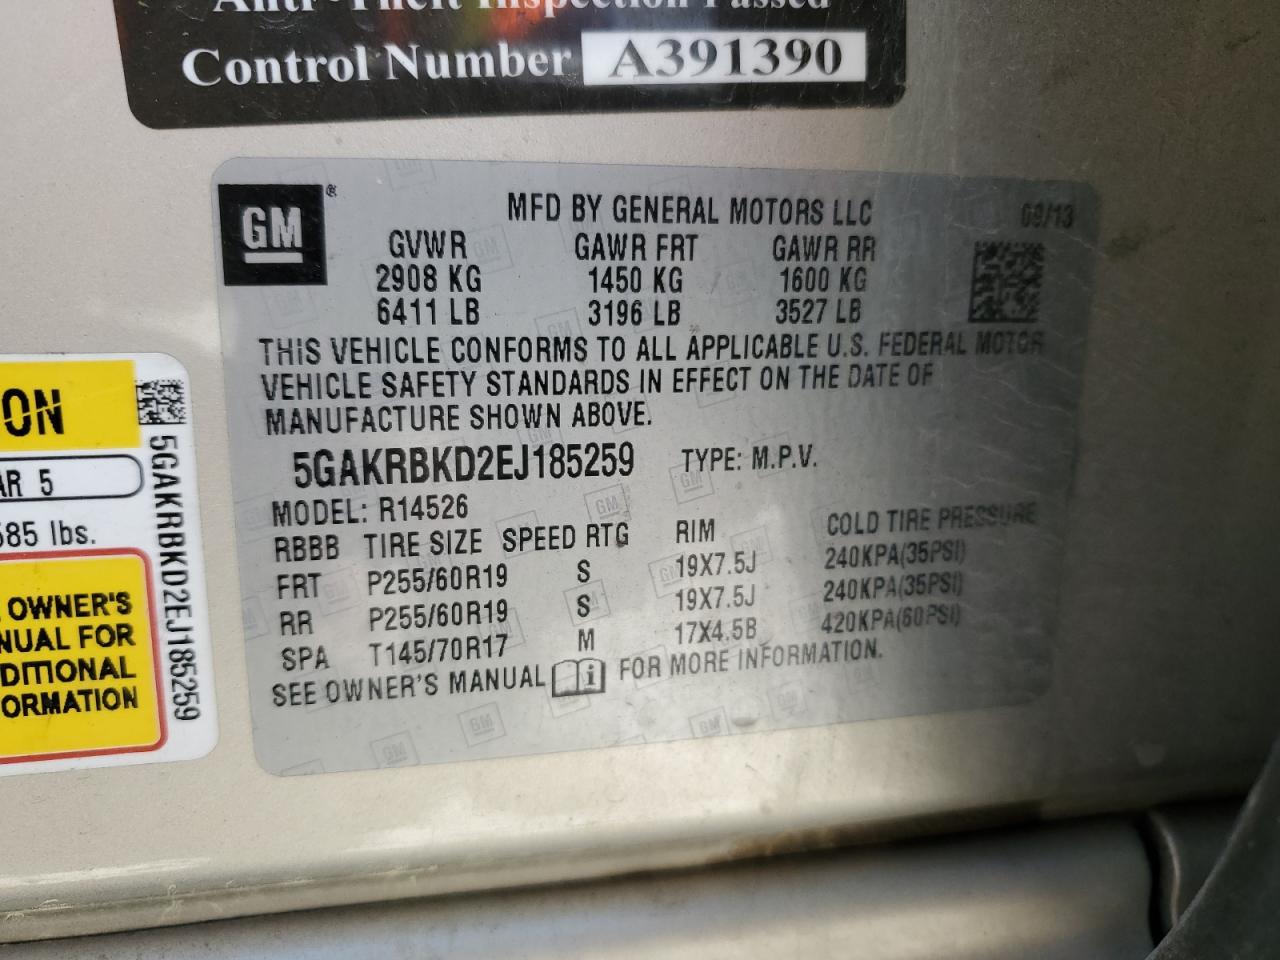 Anti-Theft Inspection Passed
Control Number A391390
GM ®
MFD BY GENERAL MOTORS LLC 09/13
GVWR GAWR FRT GAWR RR
2908 KG 1450 KG 1600 KG
6411 LB 3196 LB 3527 LB
THIS VEHICLE CONFORMS TO ALL APPLICABLE U.S. FEDERAL MOTOR
VEHICLE SAFETY STANDARDS IN EFFECT ON THE DATE OF
MANUFACTURE SHOWN ABOVE.
5GAKRBKD2EJ185259 TYPE: M.P.V.
MODEL: R14526
RBBB TIRE SIZE SPEED RTG RIM COLD TIRE PRESSURE
FRT P255/60R19 S 19X7.5J 240KPA(35PSI)
RR P255/60R19 S 19X7.5J 240KPA(35PSI)
SPA T145/70R17 M 17X4.5B 420KPA(60PSI)
SEE OWNER'S MANUAL FOR MORE INFORMATION.
ON
AR 5
585 lbs.
OWNER'S
NUAL FOR
DITIONAL
ORMATION
5GAKRBKD2EJ185259